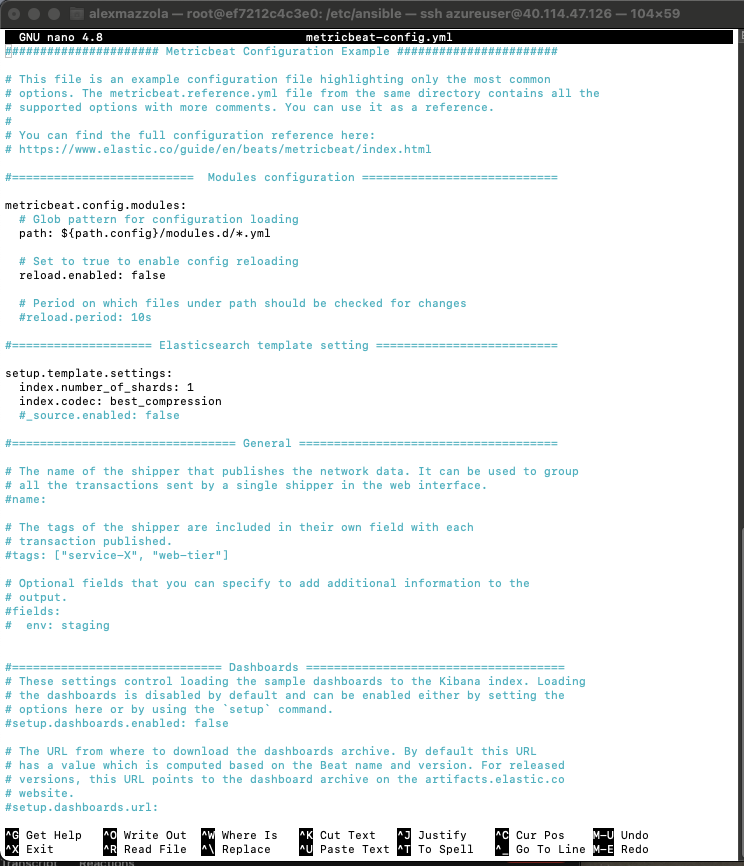 alexmazzola — root@ef7212c4c3e0: /etc/ansible — ssh azureuser@40.114.47.126 — 104×59
GNU nano 4.8 metricbeat-config.yml
###################### Metricbeat Configuration Example #######################
# This file is an example configuration file highlighting only the most common
# options. The metricbeat.reference.yml file from the same directory contains all the
# supported options with more comments. You can use it as a reference.
#
# You can find the full configuration reference here:
# https://www.elastic.co/guide/en/beats/metricbeat/index.html
#==========================  Modules configuration ============================
metricbeat.config.modules:
  # Glob pattern for configuration loading
  path: ${path.config}/modules.d/*.yml
  # Set to true to enable config reloading
  reload.enabled: false
  # Period on which files under path should be checked for changes
  #reload.period: 10s
#==================== Elasticsearch template setting ==========================
setup.template.settings:
  index.number_of_shards: 1
  index.codec: best_compression
  #_source.enabled: false
#================================ General =====================================
# The name of the shipper that publishes the network data. It can be used to group
# all the transactions sent by a single shipper in the web interface.
#name:
# The tags of the shipper are included in their own field with each
# transaction published.
#tags: ["service-X", "web-tier"]
# Optional fields that you can specify to add additional information to the
# output.
#fields:
#  env: staging
#============================== Dashboards =====================================
# These settings control loading the sample dashboards to the Kibana index. Loading
# the dashboards is disabled by default and can be enabled either by setting the
# options here or by using the `setup` command.
#setup.dashboards.enabled: false
# The URL from where to download the dashboards archive. By default this URL
# has a value which is computed based on the Beat name and version. For released
# versions, this URL points to the dashboard archive on the artifacts.elastic.co
# website.
#setup.dashboards.url:
^G Get Help ^O Write Out ^W Where Is ^K Cut Text ^J Justify ^C Cur Pos M-U Undo
^X Exit ^R Read File ^\ Replace ^U Paste Text ^T To Spell ^_ Go To Line M-E Redo
Transcript Reactions